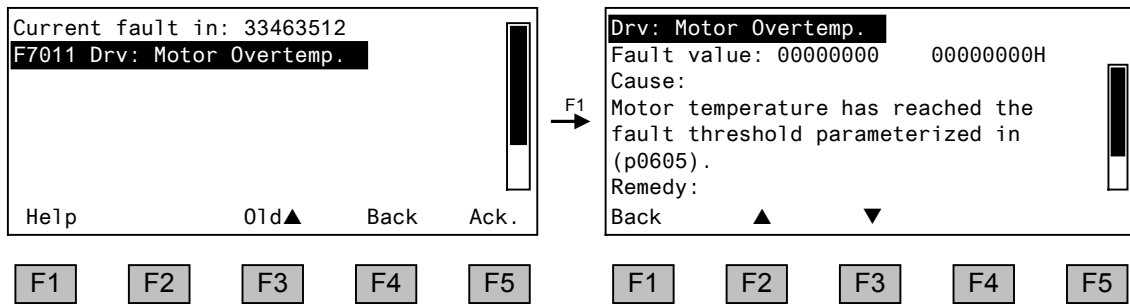 Current fault in: 33463512
F7011 Drv: Motor Overtemp.
Help Old▲ Back Ack.
F1 F2 F3 F4 F5
F1
Drv: Motor Overtemp.
Fault value: 00000000 00000000H
Cause:
Motor temperature has reached the
fault threshold parameterized in
(p0605).
Remedy:
Back ▲ ▼
F1 F2 F3 F4 F5